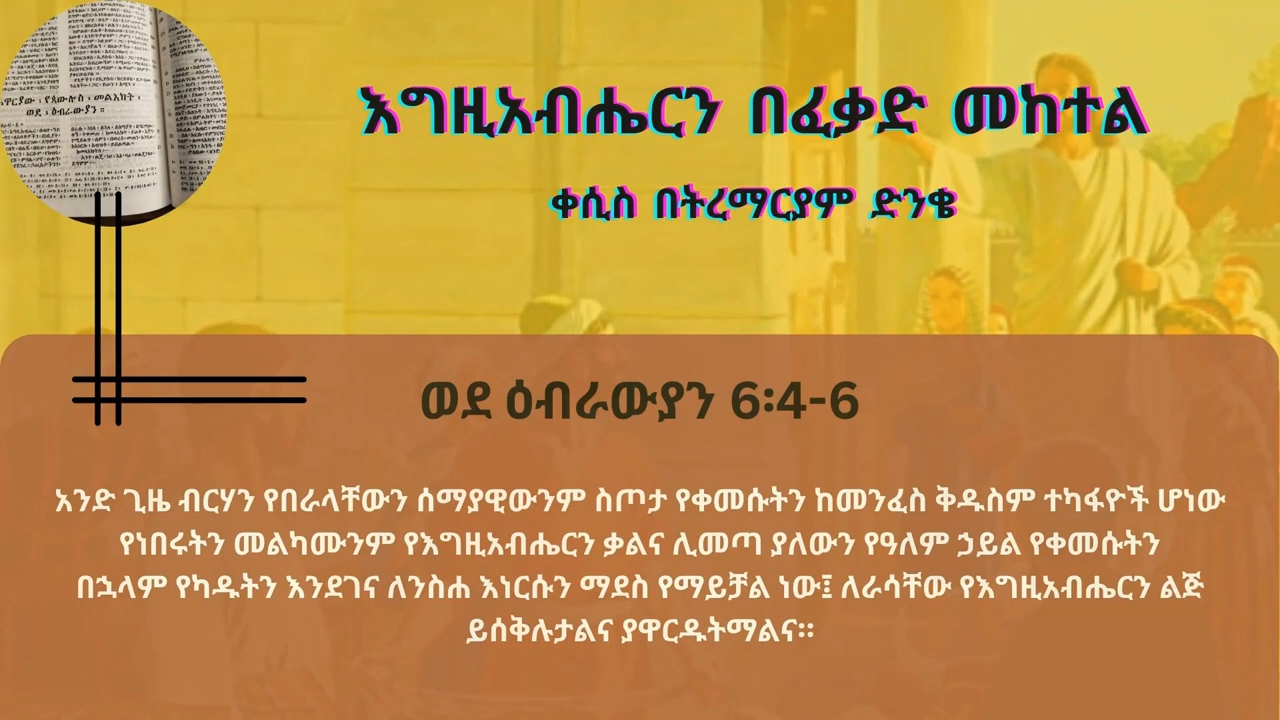 እግዚአብሔርን በፈቃድ መከተል
ቀሲስ በትረማርያም ድንቄ
ወደ ዕብራውያን 6፡4-6
አንድ ጊዜ ብርሃን የበራላቸውን ሰማያዊውንም ስጦታ የቀመሱትን ከመንፈስ ቅዱስም ተካፋዮች ሆነው
የነበሩትን መልካሙንም የእግዚአብሔርን ቃልና ሊመጣ ያለውን የዓለም ኃይል የቀመሱትን
በኋላም የካዱትን እንደገና ለንስሐ እነርሱን ማደስ የማይቻል ነው፤ ለራሳቸው የእግዚአብሔርን ልጅ
ይሰቅሉታልና ያዋርዱትማልና።